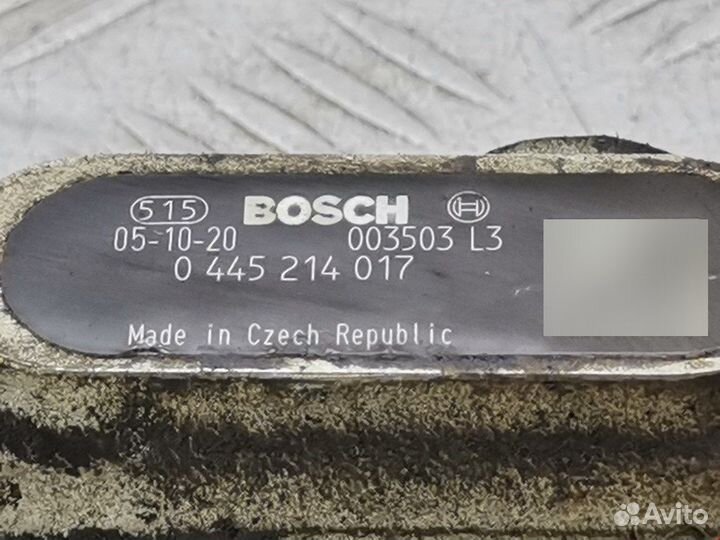 515 BOSCH
05-10-20 003503 L3
0 445 214 017
Made in Czech Republic
Avito